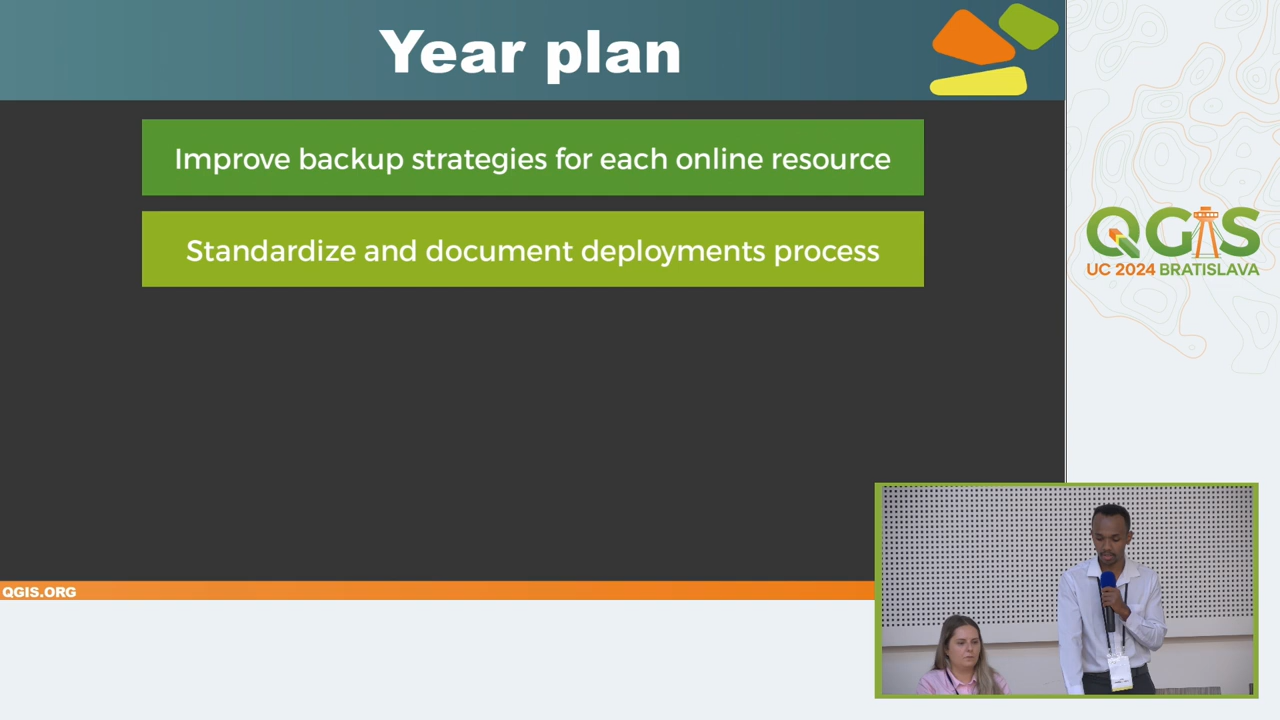 Year plan
Improve backup strategies for each online resource
Standardize and document deployments process
QGIS.ORG
QGIS
UC 2024 BRATISLAVA